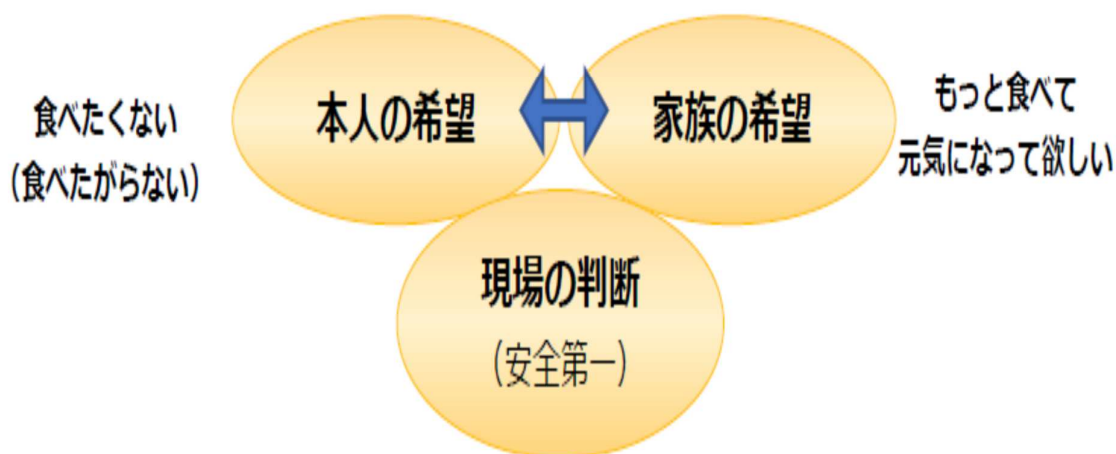 食べたくない
（食べたがらない）
本人の希望
家族の希望
もっと食べて
元気になって欲しい
現場の判断
（安全第一）